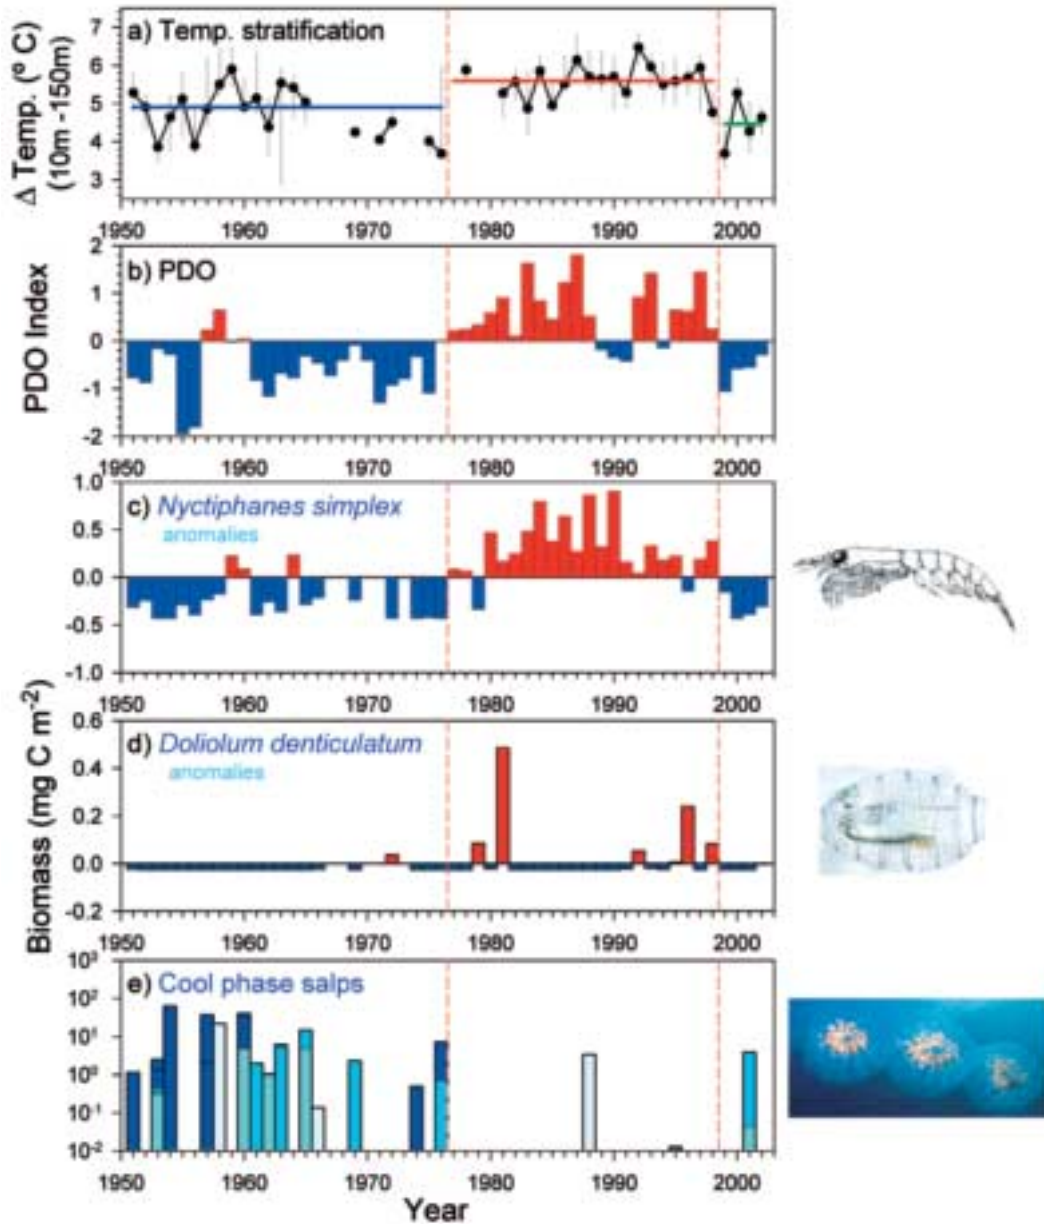 a) Temp. stratification
Δ Temp. (º C)
(10m -150m)
7
6
5
4
3
1950 1960 1970 1980 1990 2000
b) PDO
PDO Index
2
1
0
-1
-2
1950 1960 1970 1980 1990 2000
c) Nyctiphanes simplex
anomalies
1.0
0.5
0.0
-0.5
-1.0
1950 1960 1970 1980 1990 2000
Biomass (mg C m⁻²)
d) Doliolum denticulatum
anomalies
0.6
0.4
0.2
0.0
-0.2
1950 1960 1970 1980 1990 2000
e) Cool phase salps
10³
10²
10¹
10⁰
10⁻¹
10⁻²
1950 1960 1970 1980 1990 2000
Year